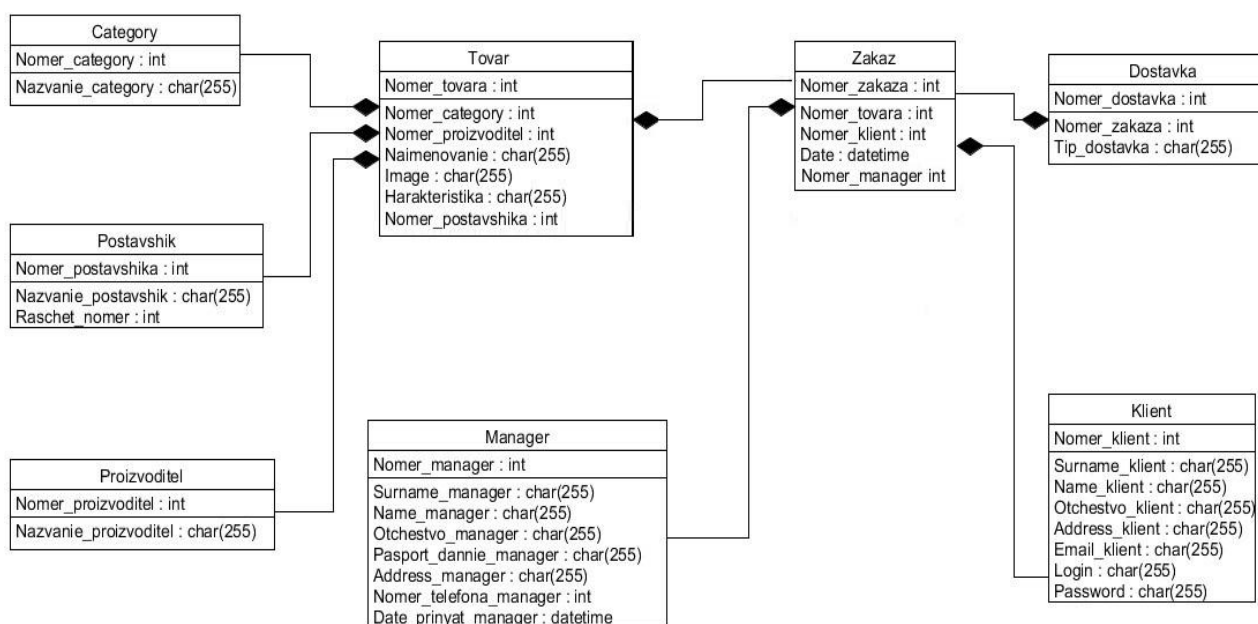 Category
Nomer_category : int
Nazvanie_category : char(255)
Postavshik
Nomer_postavshika : int
Nazvanie_postavshik : char(255)
Raschet_nomer : int
Proizvoditel
Nomer_proizvoditel : int
Nazvanie_proizvoditel : char(255)
Tovar
Nomer_tovara : int
Nomer_category : int
Nomer_proizvoditel : int
Naimenovanie : char(255)
Image : char(255)
Harakteristika : char(255)
Nomer_postavshika : int
Manager
Nomer_manager : int
Surname_manager : char(255)
Name_manager : char(255)
Otchestvo_manager : char(255)
Pasport_dannie_manager : char(255)
Address_manager : char(255)
Nomer_telefona_manager : int
Date_prinyat_manager : datetime
Zakaz
Nomer_zakaza : int
Nomer_tovara : int
Nomer_klient : int
Date : datetime
Nomer_manager int
Dostavka
Nomer_dostavka : int
Nomer_zakaza : int
Tip_dostavka : char(255)
Klient
Nomer_klient : int
Surname_klient : char(255)
Name_klient : char(255)
Otchestvo_klient : char(255)
Address_klient : char(255)
Email_klient : char(255)
Login : char(255)
Password : char(255)